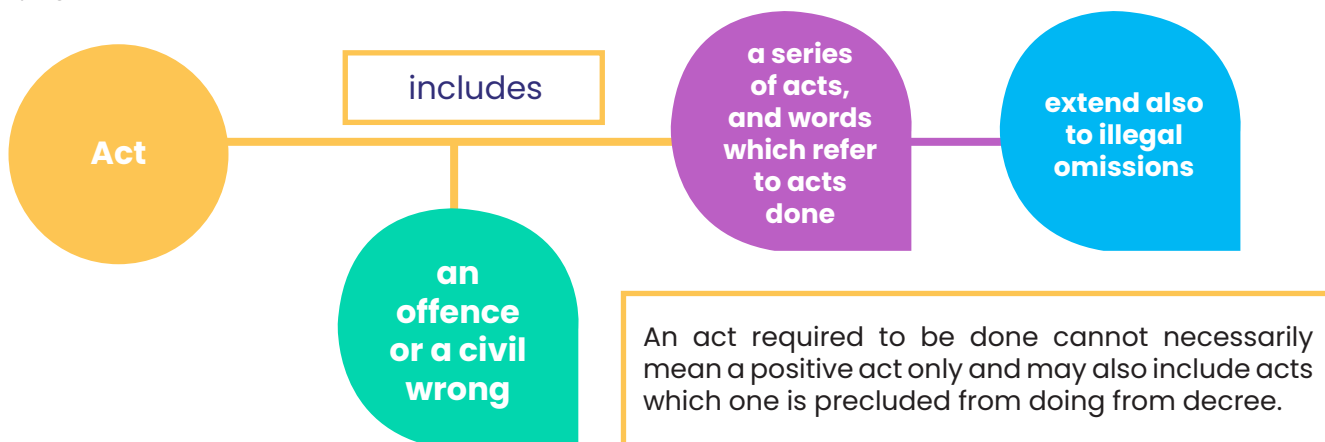 Act
includes
a series
of acts,
and words
which refer
to acts
done
extend also
to illegal
omissions
an
offence
or a civil
wrong
An act required to be done cannot necessarily
mean a positive act only and may also include acts
which one is precluded from doing from decree.